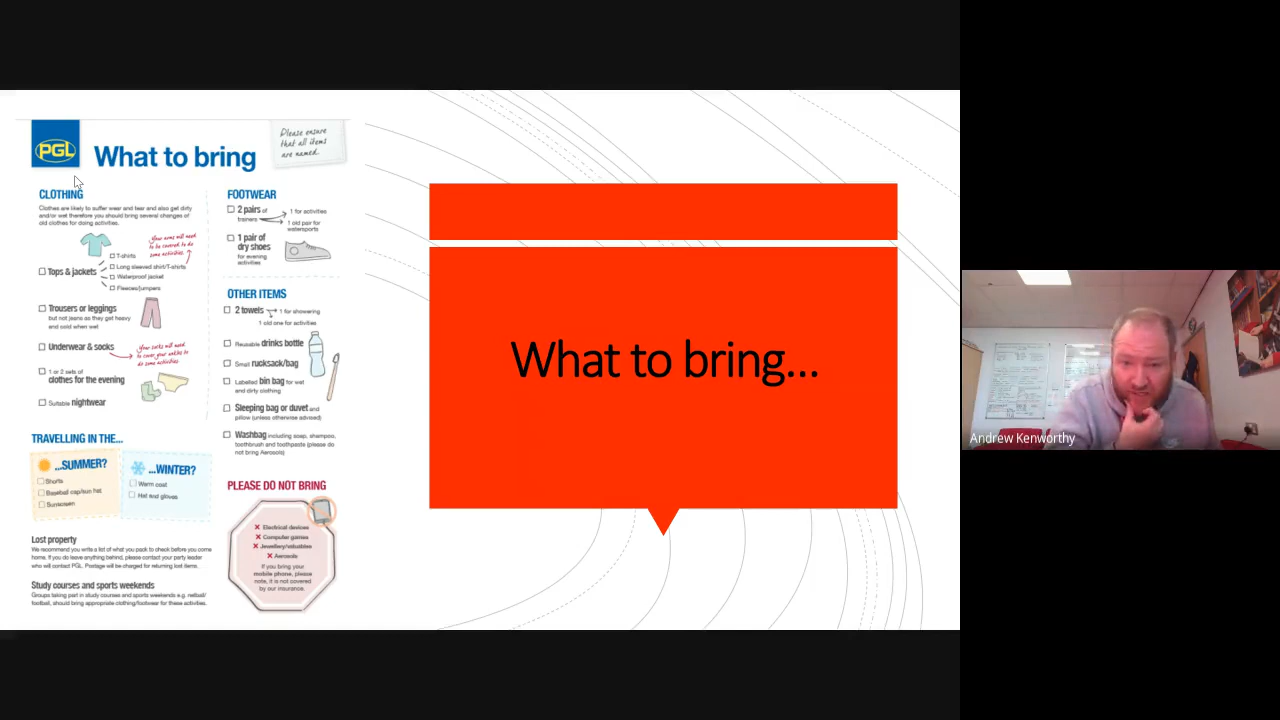 PGL
What to bring
Please ensure
that all items
are named.
CLOTHING
Clothes are likely to suffer wear and tear and also get dirty
and/or wet therefore you should bring several changes of
old clothes for doing activities.
Your arms will need
to be covered to do
some activities.
Tops & jackets
T-shirts
Long sleeved shirt/T-shirts
Waterproof jacket
Fleeces/jumpers
Trousers or leggings
but not jeans as they get heavy
and cold when wet
Underwear & socks
Your socks will need
to cover your ankles to
do some activities
1 or 2 sets of
clothes for the evening
Suitable nightwear
TRAVELLING IN THE...
...SUMMER?
Shorts
Baseball cap/sun hat
Sunscreen
...WINTER?
Warm coat
Hat and gloves
Lost property
We recommend you write a list of what you pack to check before you come
home. If you do leave anything behind, please contact your party leader
who will contact PGL. Postage will be charged for returning lost items.
Study courses and sports weekends
Groups taking part in study courses and sports weekends e.g. netball/
football, should bring appropriate clothing/footwear for these activities.
FOOTWEAR
2 pairs of
trainers
1 for activities
1 old pair for
watersports
1 pair of
dry shoes
for evening
activities
OTHER ITEMS
2 towels
1 for showering
1 old one for activities
Reusable drinks bottle
Small rucksack/bag
Labelled bin bag for wet
and dirty clothing
Sleeping bag or duvet and
pillow (unless otherwise advised)
Washbag including soap, shampoo,
toothbrush and toothpaste (please do
not bring Aerosols)
PLEASE DO NOT BRING
Electrical devices
Computer games
Jewellery/valuables
Aerosols
If you bring your
mobile phone, please
note, it is not covered
by our insurance.
What to bring...
Andrew Kenworthy